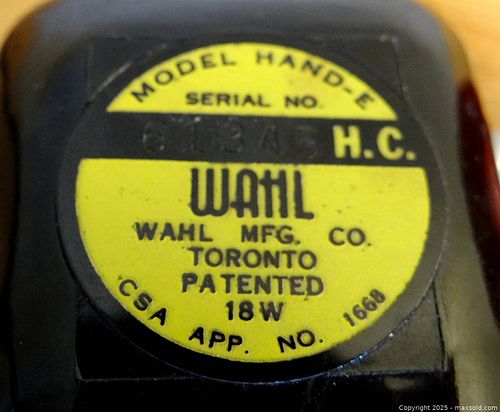 MODEL HAND-E
SERIAL NO.
H.C.
WAHL
WAHL MFG. CO.
TORONTO
PATENTED
18W
CSA APP. NO. 1668
Copyright 2025 - maxsold.com